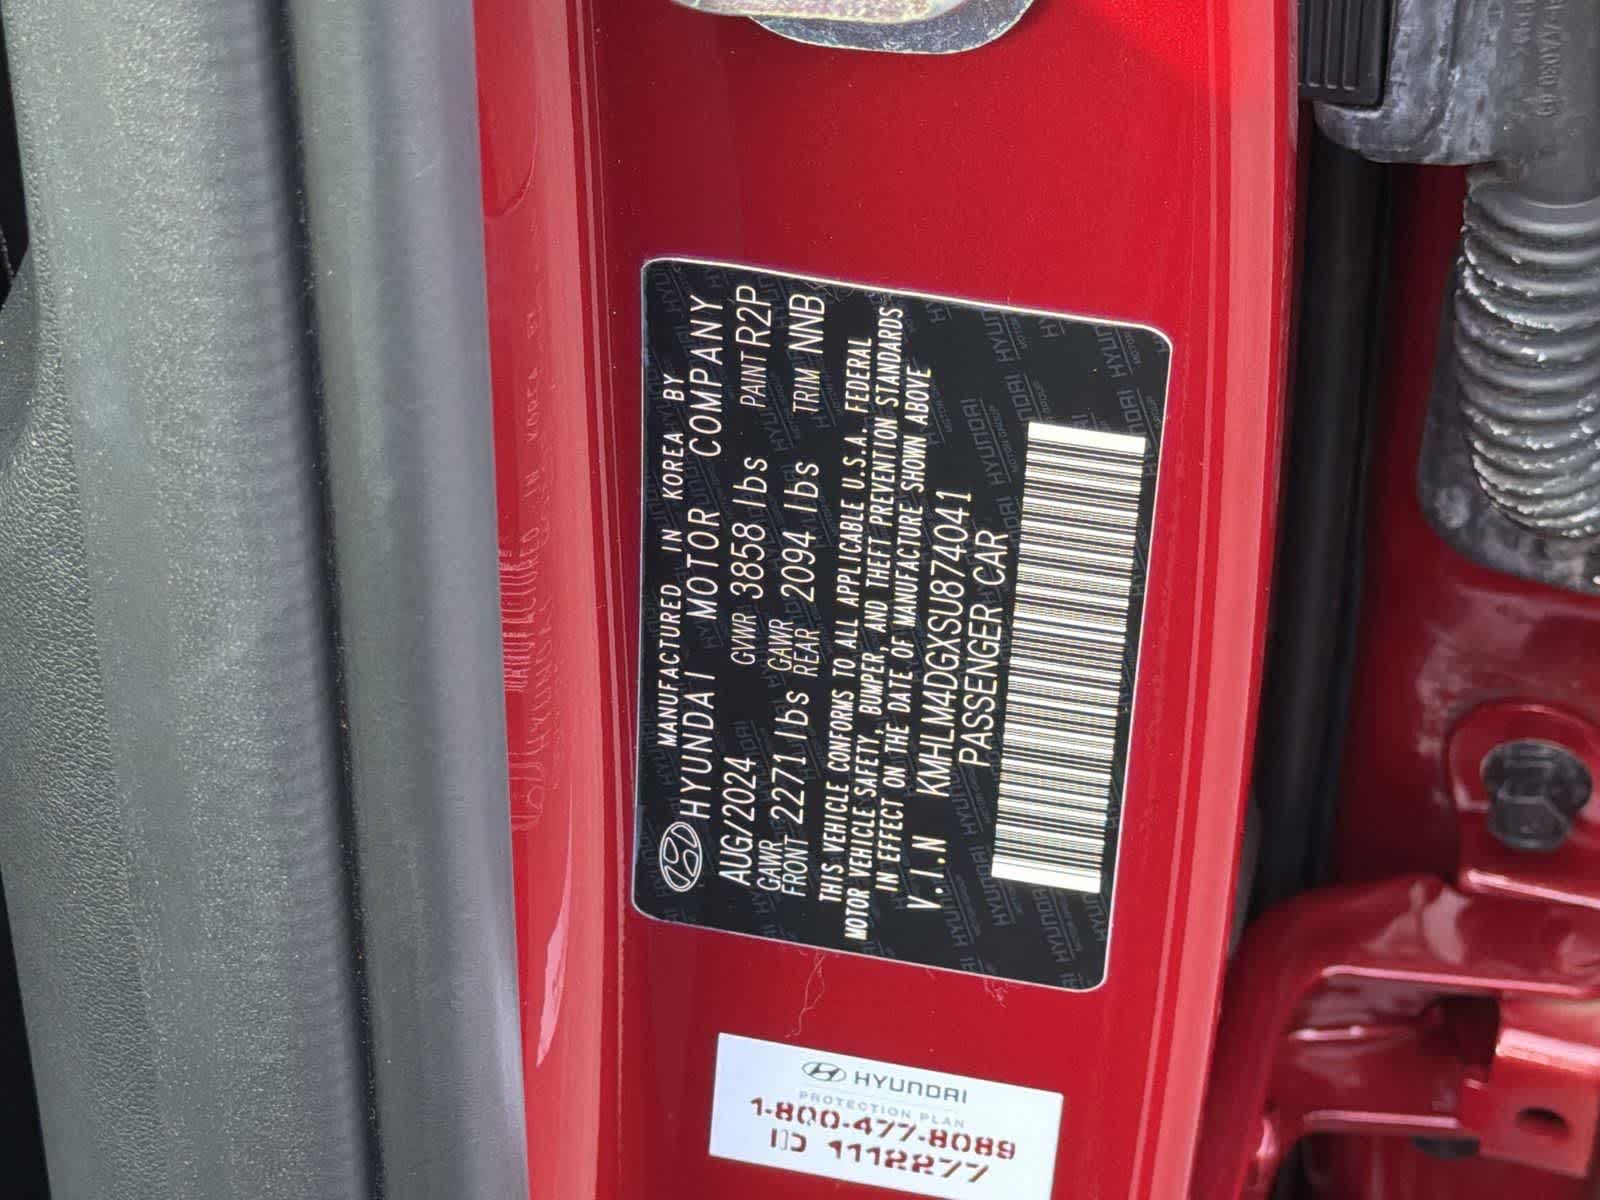 MANUFACTURED IN KOREA BY
HYUNDAI MOTOR COMPANY
AUG/2024 GVWR 3858 lbs PAINT R2P
GAWR FRONT 2271 lbs GAWR REAR 2094 lbs TRIM NNB
THIS VEHICLE CONFORMS TO ALL APPLICABLE U.S.A. FEDERAL
MOTOR VEHICLE SAFETY, BUMPER, AND THEFT PREVENTION STANDARDS
IN EFFECT ON THE DATE OF MANUFACTURE SHOWN ABOVE
V.I.N KMHLM4DGXSU874041
PASSENGER CAR
HYUNDAI
PROTECTION PLAN
1-800-477-8089
ID 1112277